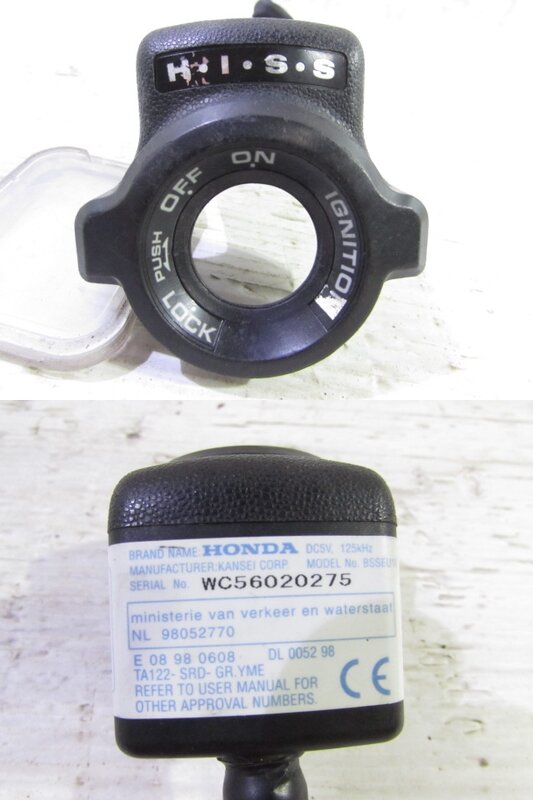 H·I·S·S
ON
OFF
PUSH
LOCK
IGNITIO
BRAND NAME: HONDA DC5V, 125kHz
MANUFACTURER.KANSEI CORP. MODEL No.
SERIAL No. WC56020275
ministerie van verkeer en waterstaat
NL 98052770
E 08 98 0608 DL 0052 98
TA122- SRD- GR.YME
REFER TO USER MANUAL FOR
OTHER APPROVAL NUMBERS.
CE